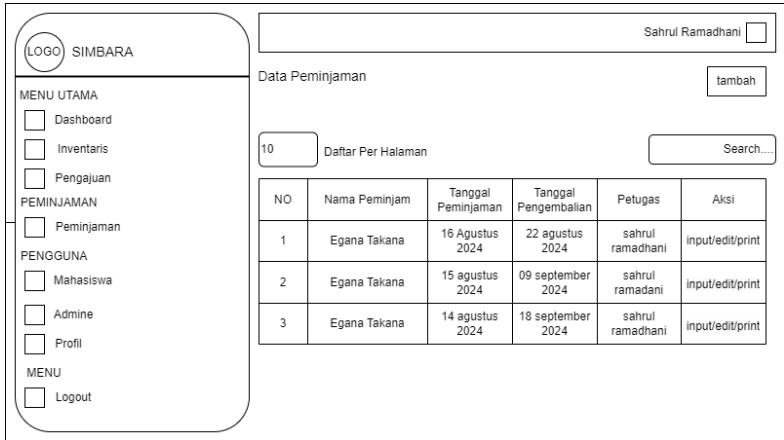 LOGO SIMBARA
MENU UTAMA
Dashboard
Inventaris
Pengajuan
PEMINJAMAN
Peminjaman
PENGGUNA
Mahasiswa
Admine
Profil
MENU
Logout
Sahrul Ramadhani
Data Peminjaman
tambah
10 Daftar Per Halaman
Search....
NO Nama Peminjam Tanggal Peminjaman Tanggal Pengembalian Petugas Aksi
1 Egana Takana 16 Agustus 2024 22 agustus 2024 sahrul ramadhani input/edit/print
2 Egana Takana 15 agustus 2024 09 september 2024 sahrul ramadani input/edit/print
3 Egana Takana 14 agustus 2024 18 september 2024 sahrul ramadhani input/edit/print